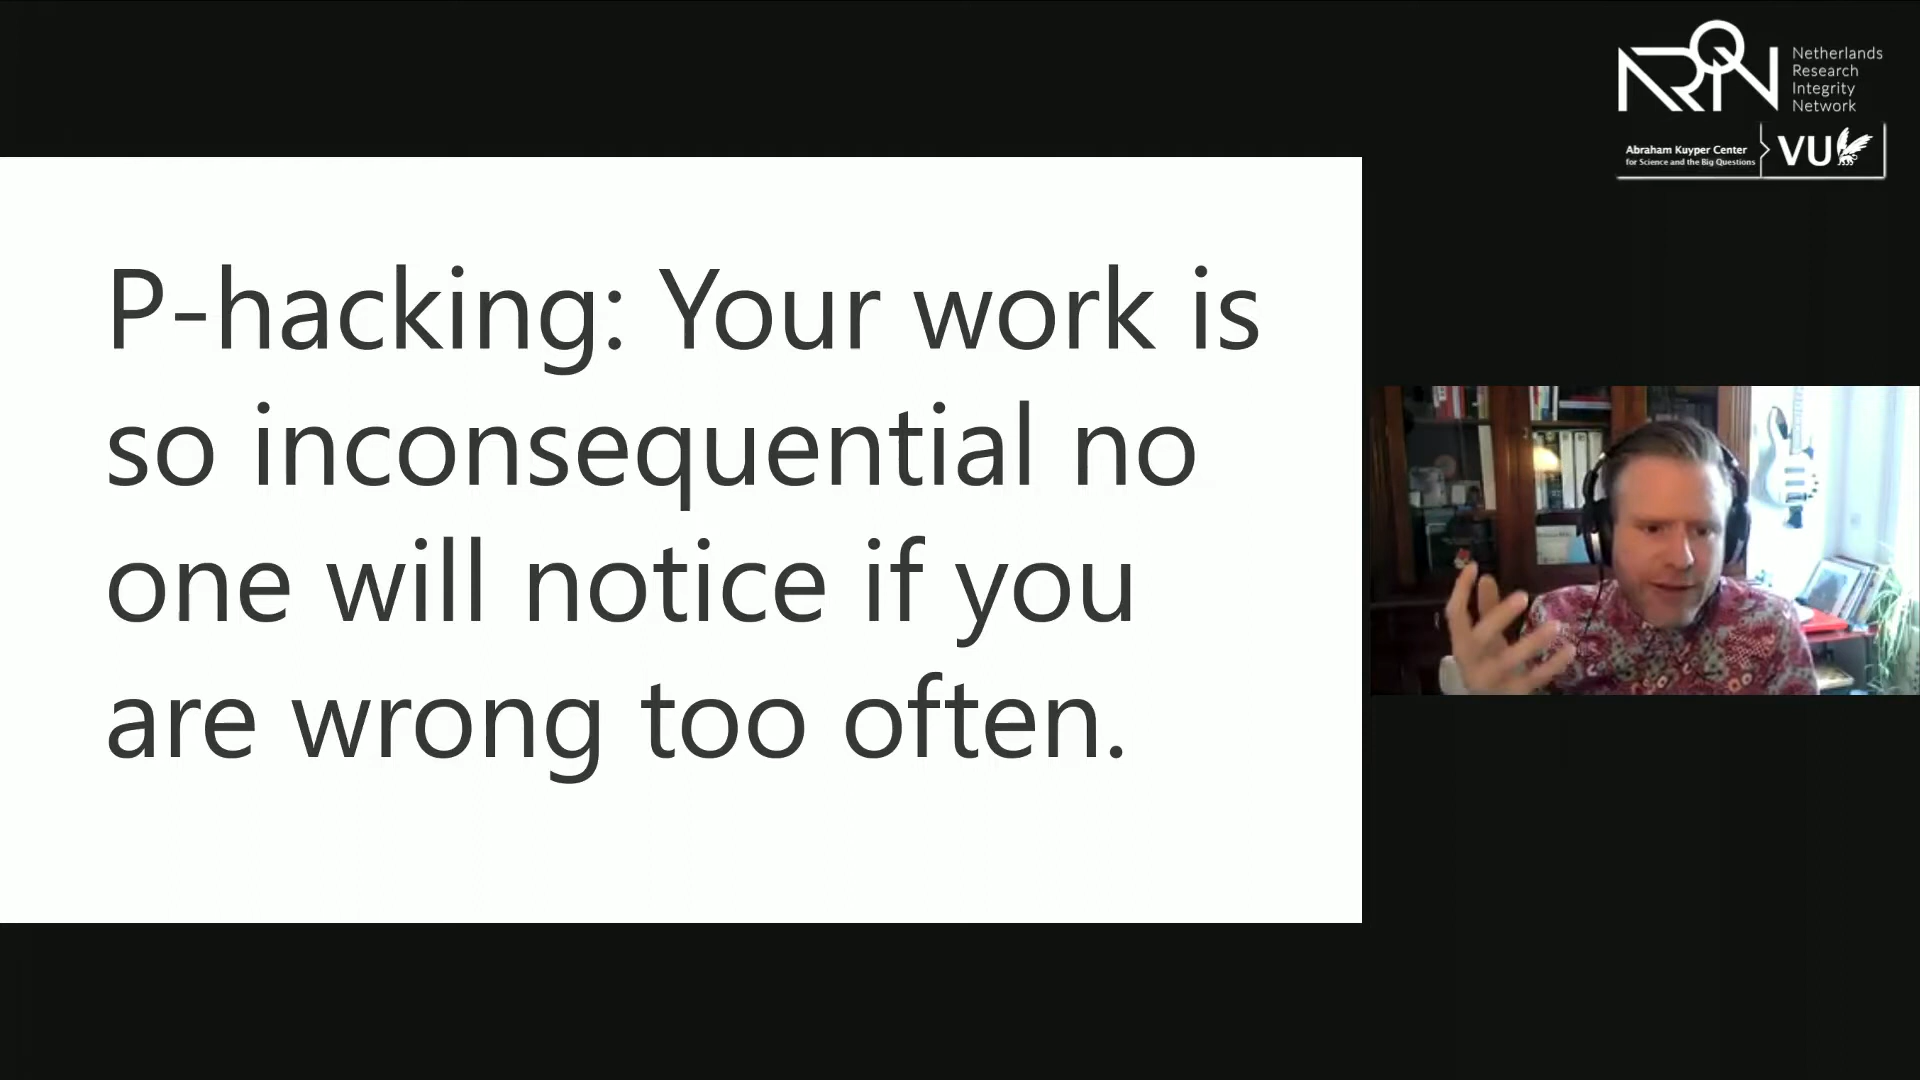 P-hacking: Your work is
so inconsequential no
one will notice if you
are wrong too often.
NRIN
Netherlands
Research
Integrity
Network
Abraham Kuyper Center
for Science and the Big Questions
VU